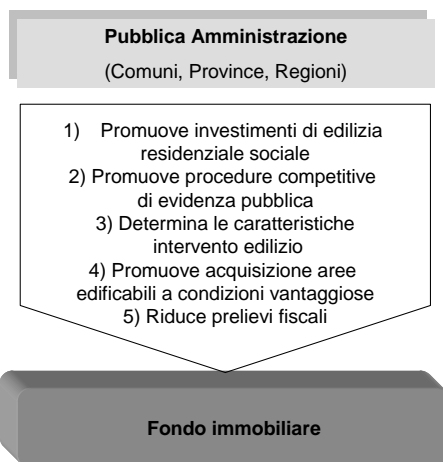 Pubblica Amministrazione
(Comuni, Province, Regioni)
1) Promuove investimenti di edilizia
residenziale sociale
2) Promuove procedure competitive
di evidenza pubblica
3) Determina le caratteristiche
intervento edilizio
4) Promuove acquisizione aree
edificabili a condizioni vantaggiose
5) Riduce prelievi fiscali
Fondo immobiliare